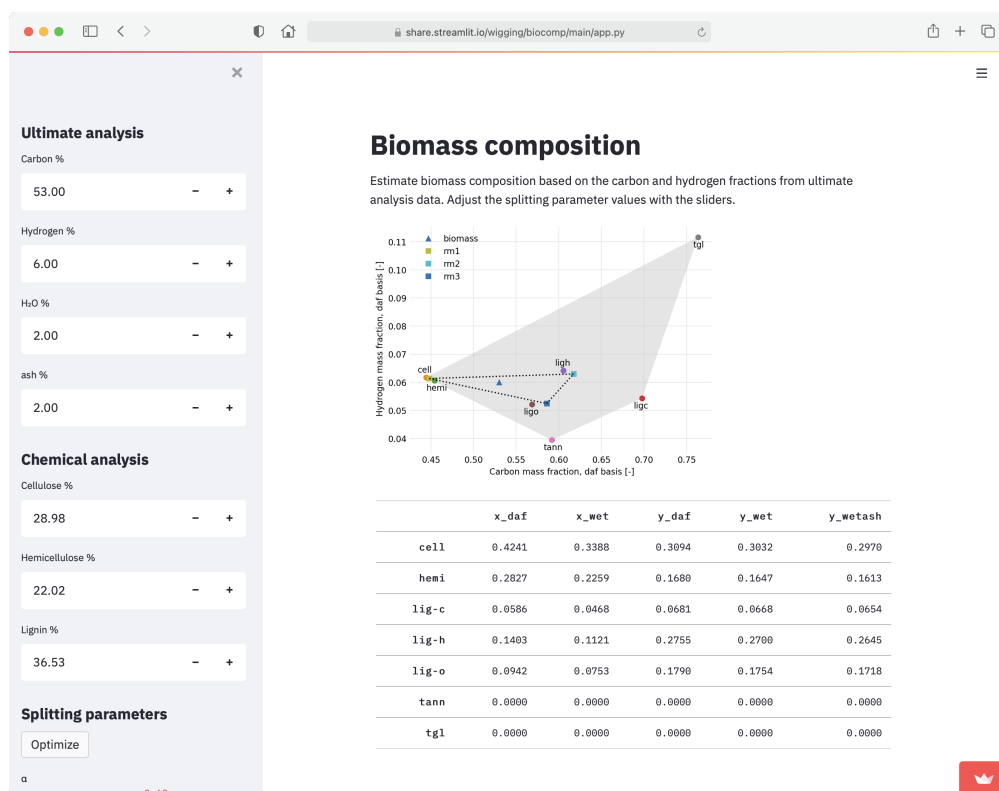 share.streamlit.io/wigging/biocomp/main/app.py
Ultimate analysis
Carbon %
53.00 − +
Hydrogen %
6.00 − +
H₂O %
2.00 − +
ash %
2.00 − +
Chemical analysis
Cellulose %
28.98 − +
Hemicellulose %
22.02 − +
Lignin %
36.53 − +
Splitting parameters
Optimize
α
Biomass composition
Estimate biomass composition based on the carbon and hydrogen fractions from ultimate
analysis data. Adjust the splitting parameter values with the sliders.
Hydrogen mass fraction, daf basis [-]
0.11
0.10
0.09
0.08
0.07
0.06
0.05
0.04
biomass
rm1
rm2
rm3
tgl
cell
hemi
ligh
ligo
ligc
tann
0.45 0.50 0.55 0.60 0.65 0.70 0.75
Carbon mass fraction, daf basis [-]
x_daf x_wet y_daf y_wet y_wetash
cell 0.4241 0.3388 0.3094 0.3032 0.2970
hemi 0.2827 0.2259 0.1680 0.1647 0.1613
lig-c 0.0586 0.0468 0.0681 0.0668 0.0654
lig-h 0.1403 0.1121 0.2755 0.2700 0.2645
lig-o 0.0942 0.0753 0.1790 0.1754 0.1718
tann 0.0000 0.0000 0.0000 0.0000 0.0000
tgl 0.0000 0.0000 0.0000 0.0000 0.0000